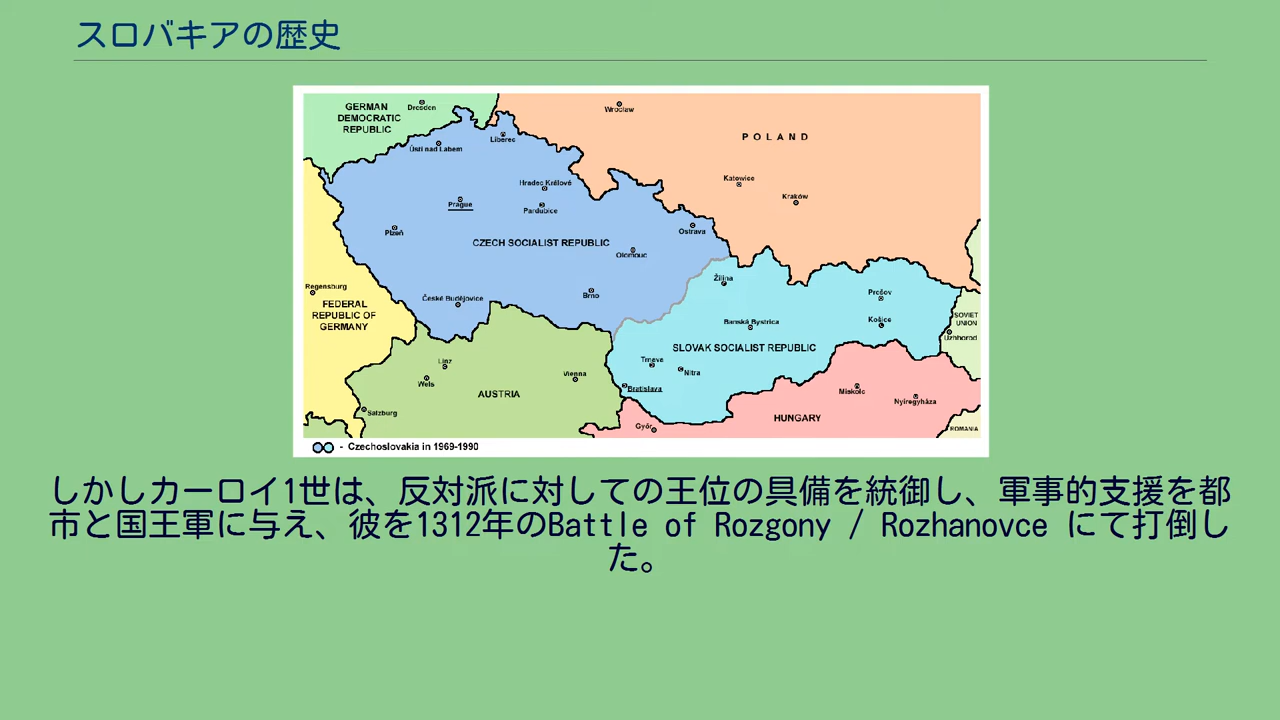 スロバキアの歴史
GERMAN
DEMOCRATIC
REPUBLIC
Dresden
Wrocław
POLAND
Liberec
Ústí nad Labem
Katowice
Hradec Králové
Kraków
Prague
Pardubice
Plzeň
Ostrava
CZECH SOCIALIST REPUBLIC
Olomouc
Žilina
Regensburg
FEDERAL
REPUBLIC OF
GERMANY
České Budějovice
Brno
Prešov
Banská Bystrica
Košice
SOVIET
UNION
Uzhhorod
SLOVAK SOCIALIST REPUBLIC
Linz
Trneve
Nitra
Wels
Vienna
Bratislava
AUSTRIA
Miskolc
Nyíregyháza
Salzburg
HUNGARY
Győr
ROMANIA
- Czechoslovakia in 1969-1990
しかしカーロイ1世は、反対派に対しての王位の具備を統御し、軍事的支援を都
市と国王軍に与え、彼を1312年のBattle of Rozgony / Rozhanovce にて打倒し
た。